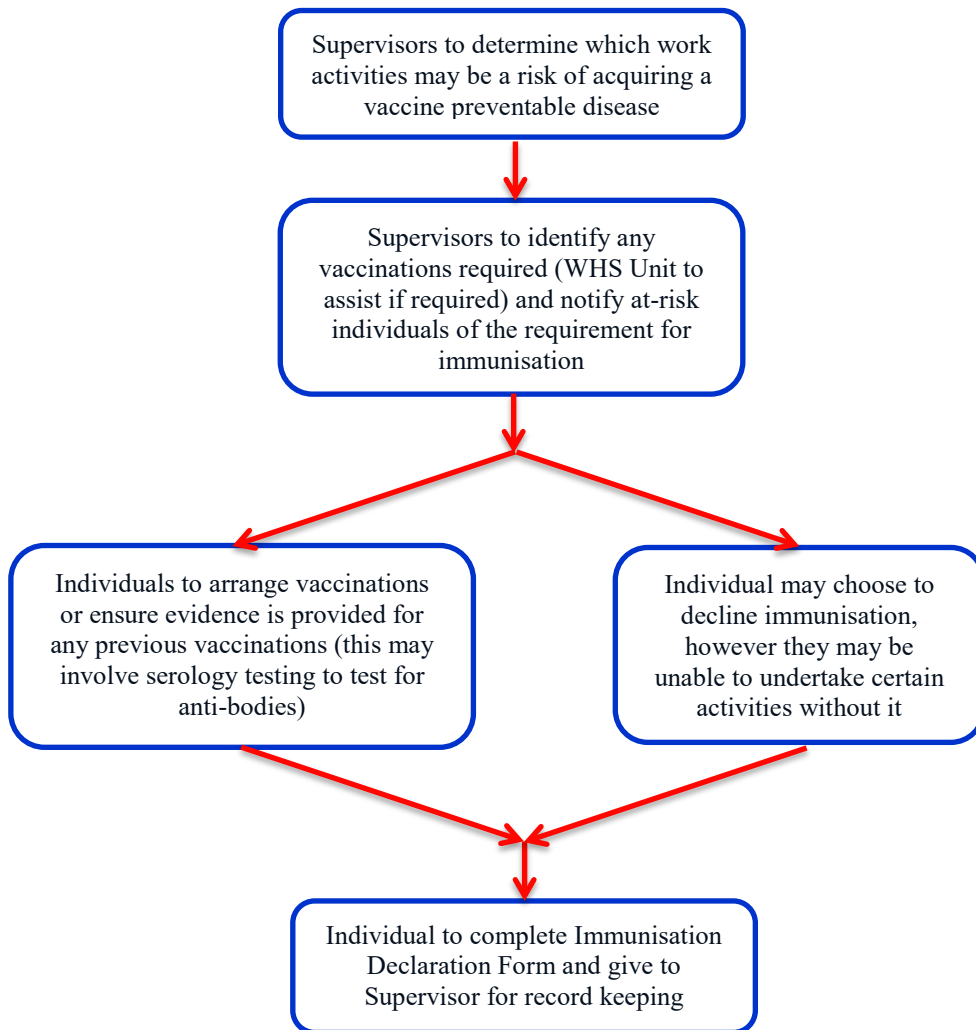 Supervisors to determine which work
activities may be a risk of acquiring a
vaccine preventable disease
Supervisors to identify any
vaccinations required (WHS Unit to
assist if required) and notify at-risk
individuals of the requirement for
immunisation
Individuals to arrange vaccinations
or ensure evidence is provided for
any previous vaccinations (this may
involve serology testing to test for
anti-bodies)
Individual may choose to
decline immunisation,
however they may be
unable to undertake certain
activities without it
Individual to complete Immunisation
Declaration Form and give to
Supervisor for record keeping